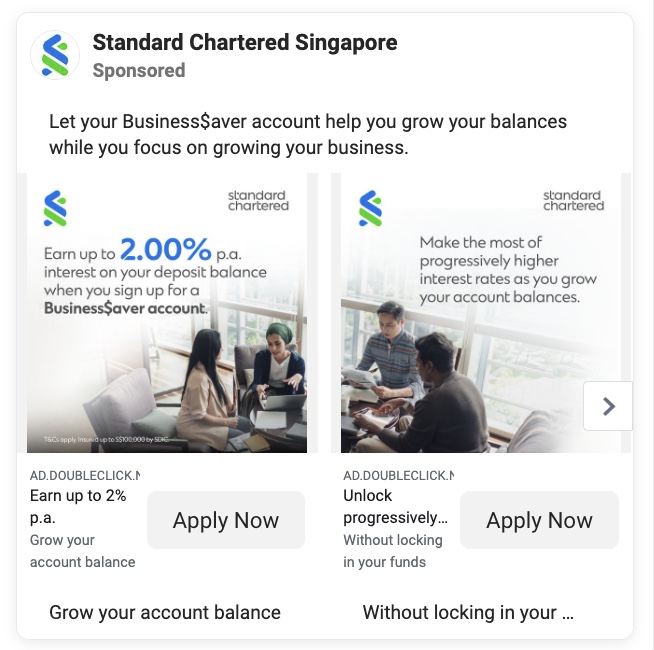 Standard Chartered Singapore
Sponsored
Let your Business$aver account help you grow your balances
while you focus on growing your business.
standard
chartered
Earn up to 2.00% p.a.
interest on your deposit balance
when you sign up for a
Business$aver account.
T&Cs apply Insured up to S$100,000 by SDIC.
standard
chartered
Make the most of
progressively higher
interest rates as you grow
your account balances.
AD.DOUBLECLICK.N
Earn up to 2%
p.a.
Grow your
account balance
Apply Now
AD.DOUBLECLICK.N
Unlock
progressively...
Without locking
in your funds
Apply Now
Grow your account balance
Without locking in your ...